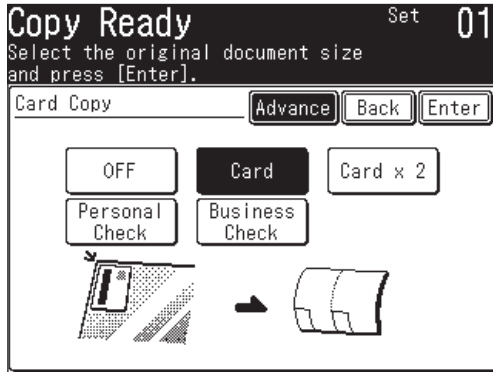 Copy Ready Set 01
Select the original document size
and press [Enter].
Card Copy Advance Back Enter
OFF Card Card x 2
Personal
Check
Business
Check